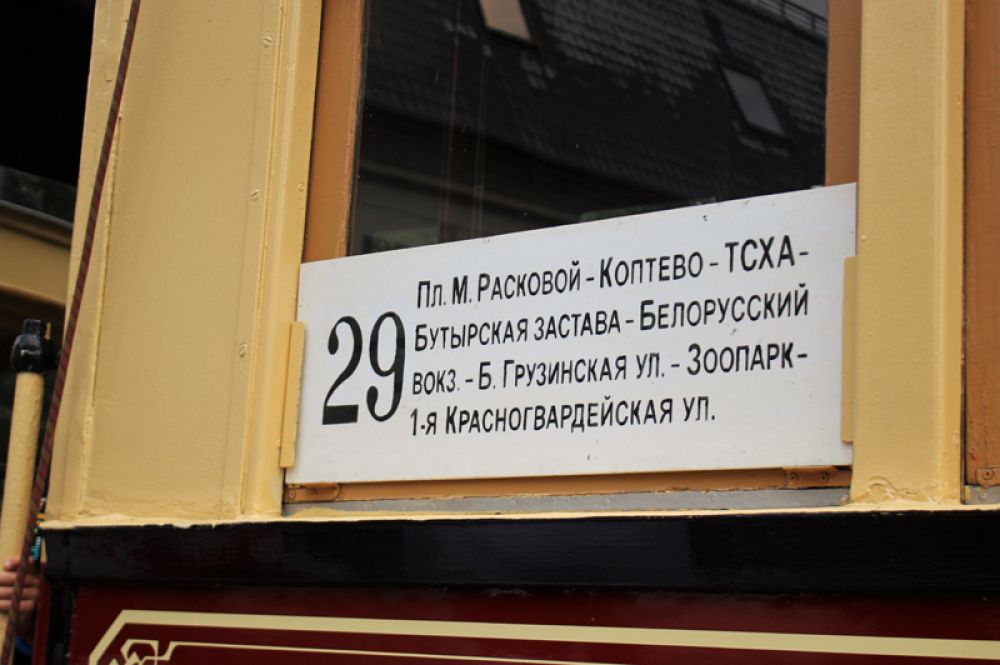 29
Пл. М. Расковой - Коптево - ТСХА -
Бутырская застава - Белорусский
вокз. - Б. Грузинская ул. - Зоопарк -
1-я Красногвардейская ул.